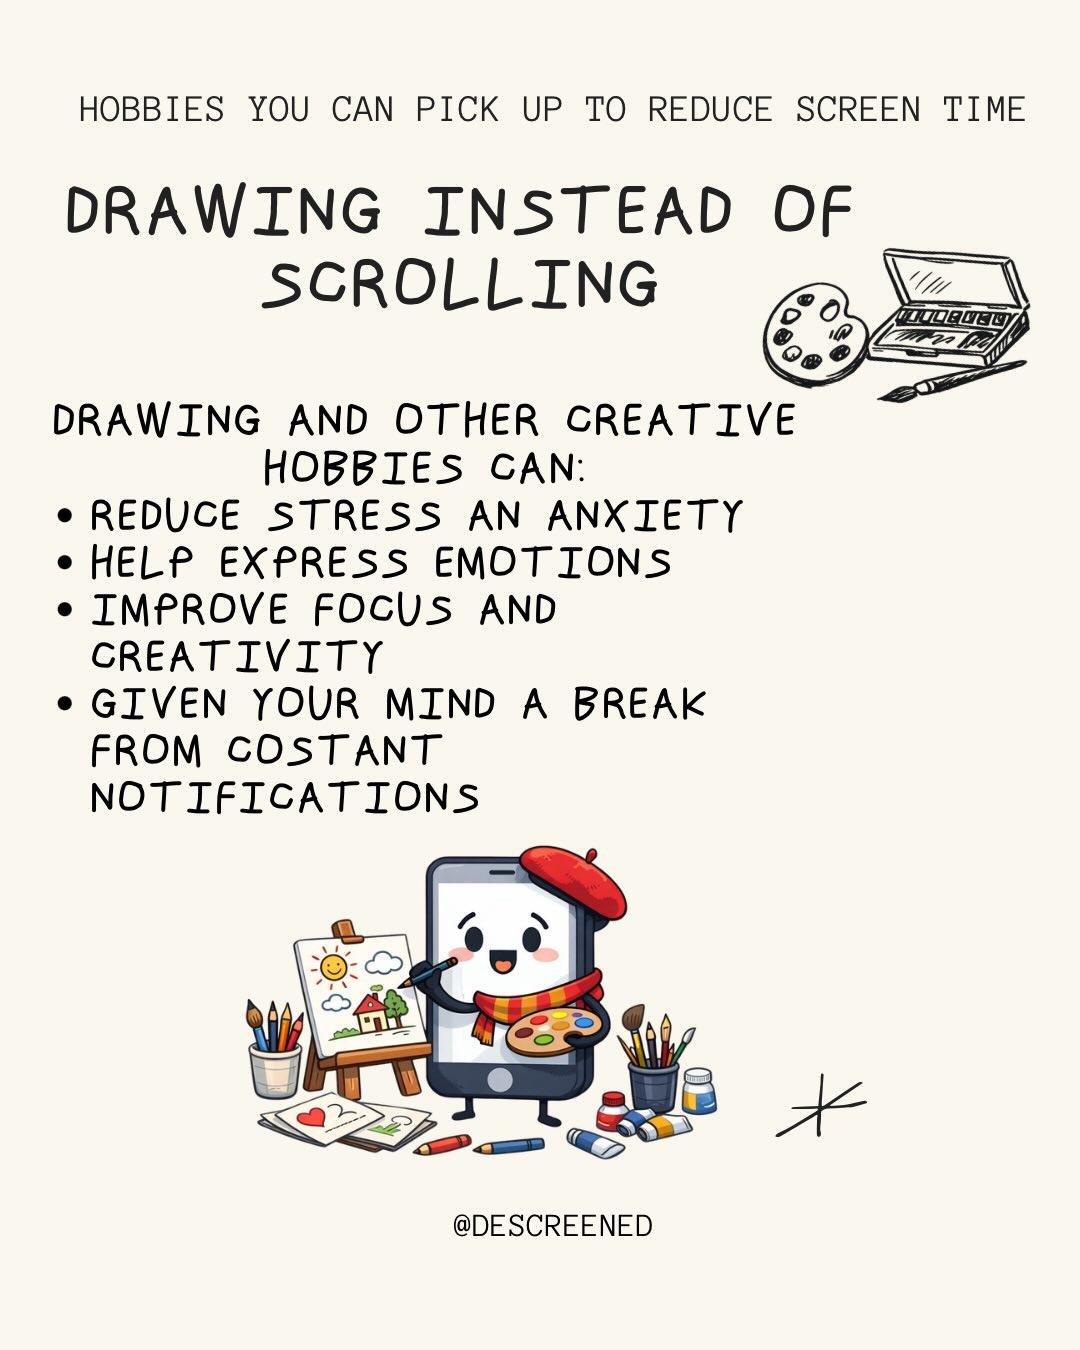 HOBBIES YOU CAN PICK UP TO REDUCE SCREEN TIME
DRAWING INSTEAD OF
SCROLLING
DRAWING AND OTHER CREATIVE
HOBBIES CAN:
• REDUCE STRESS AN ANXIETY
• HELP EXPRESS EMOTIONS
• IMPROVE FOCUS AND
CREATIVITY
• GIVEN YOUR MIND A BREAK
FROM COSTANT
NOTIFICATIONS
@DESCREENED